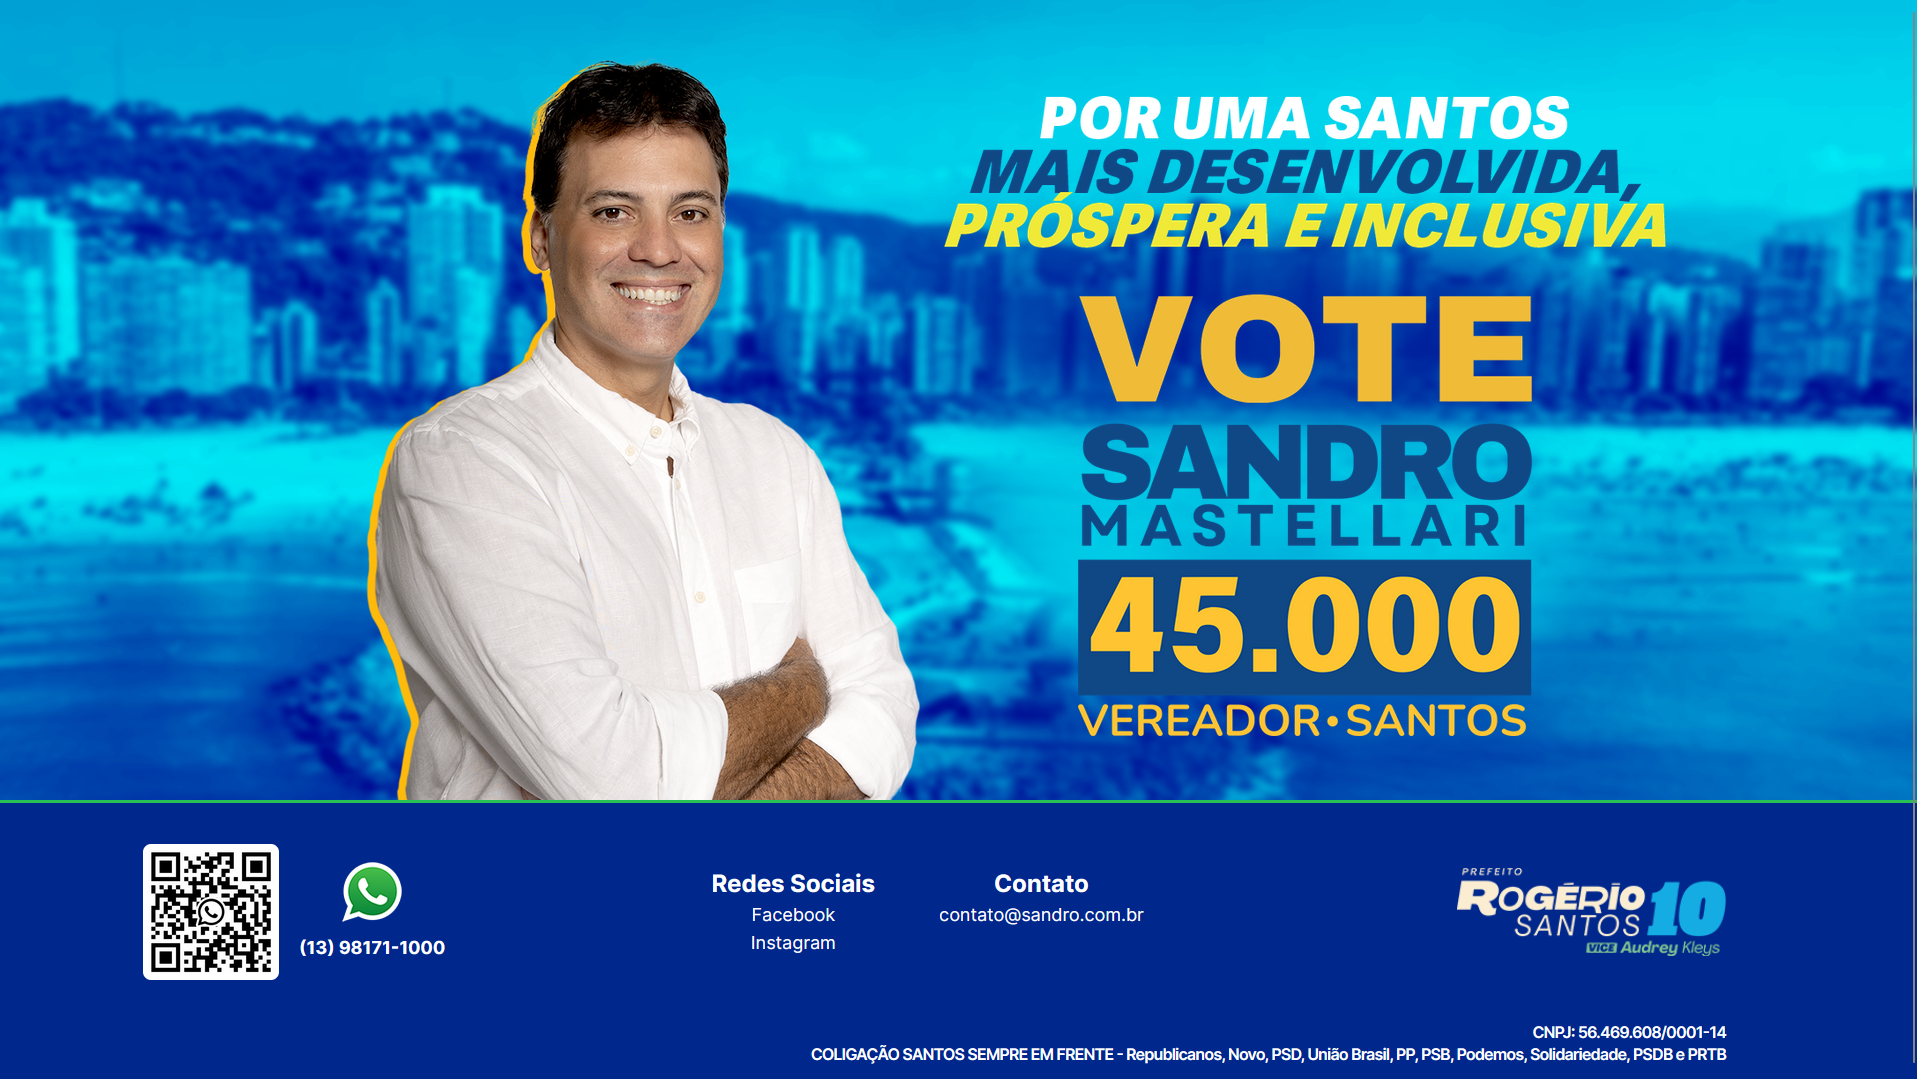 POR UMA SANTOS
MAIS DESENVOLVIDA,
PRÓSPERA E INCLUSIVA
VOTE
SANDRO
MASTELLARI
45.000
VEREADOR • SANTOS
(13) 98171-1000
Redes Sociais
Facebook
Instagram
Contato
contato@sandro.com.br
PREFEITO
ROGÉRIO
SANTOS
10
VICE Audrey Kleys
CNPJ: 56.469.608/0001-14
COLIGAÇÃO SANTOS SEMPRE EM FRENTE - Republicanos, Novo, PSD, União Brasil, PP, PSB, Podemos, Solidariedade, PSDB e PRTB